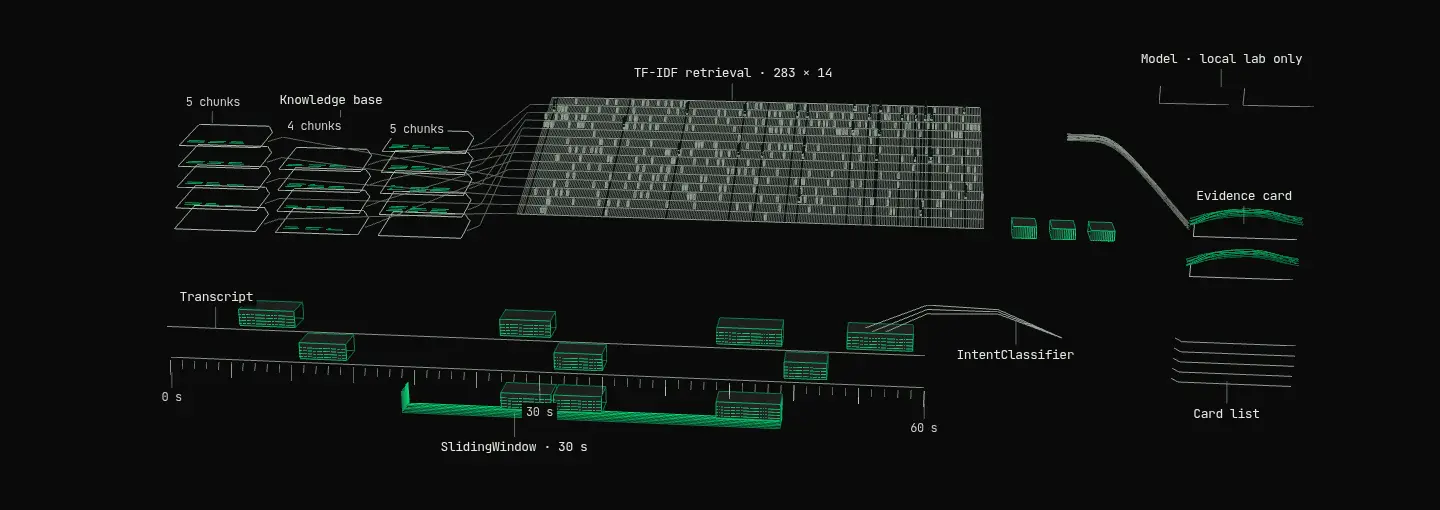 Model · local lab only
TF-IDF retrieval · 283 × 14
5 chunks
Knowledge base
4 chunks
5 chunks
Evidence card
Transcript
IntentClassifier
0 s
30 s
Card list
60 s
SlidingWindow · 30 s